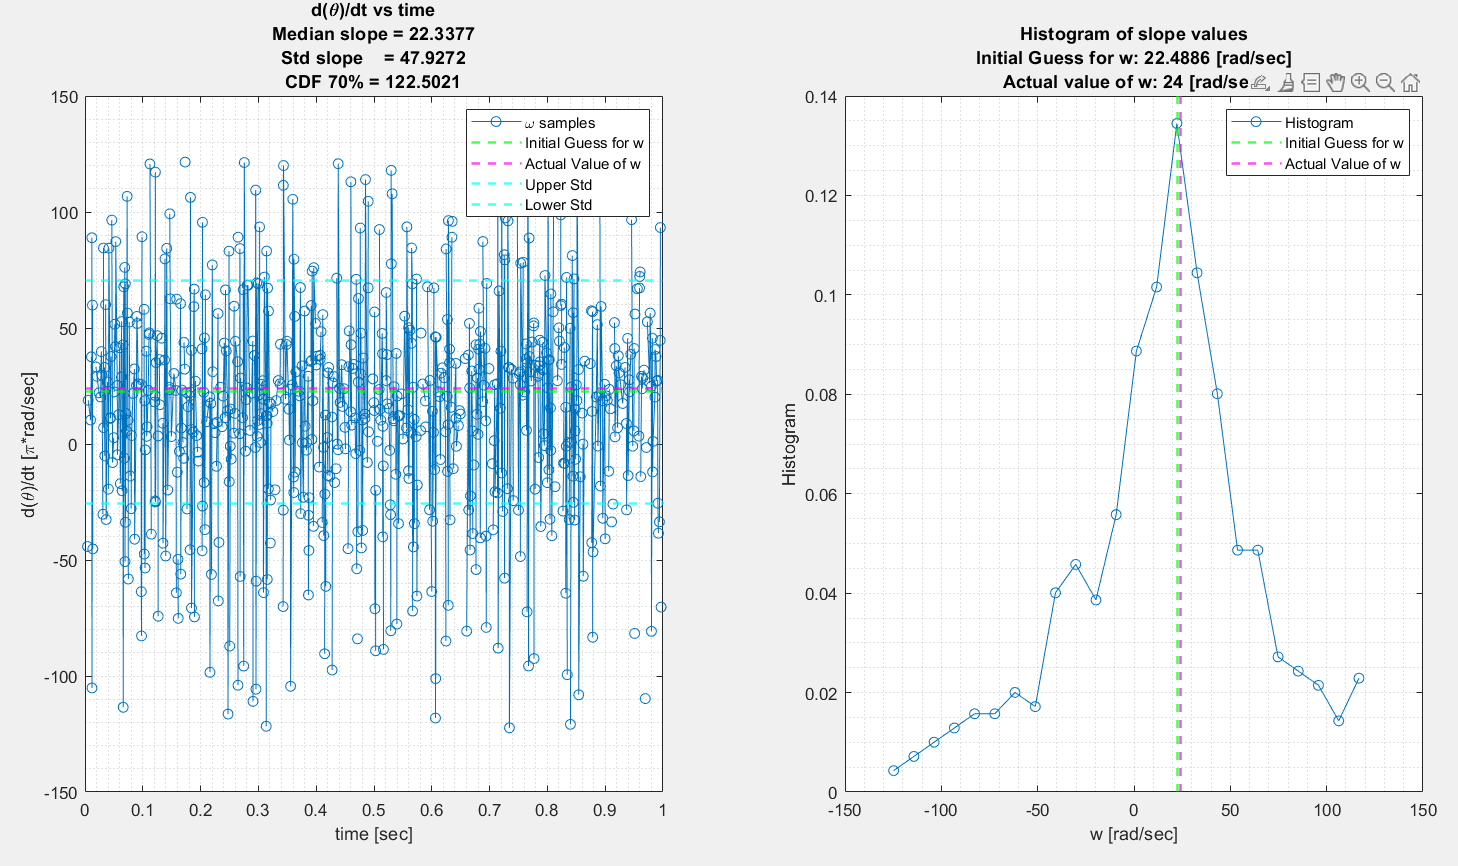 d(θ)/dt vs time
Median slope = 22.3377
Std slope = 47.9272
CDF 70% = 122.5021
150
100
50
0
-50
-100
-150
d(θ)/dt [π*rad/sec]
0 0.1 0.2 0.3 0.4 0.5 0.6 0.7 0.8 0.9 1
time [sec]
ω samples
Initial Guess for w
Actual Value of w
Upper Std
Lower Std
Histogram of slope values
Initial Guess for w: 22.4886 [rad/sec]
Actual value of w: 24 [rad/se
0.14
0.12
0.1
0.08
0.06
0.04
0.02
0
Histogram
-150 -100 -50 0 50 100 150
w [rad/sec]
Histogram
Initial Guess for w
Actual Value of w